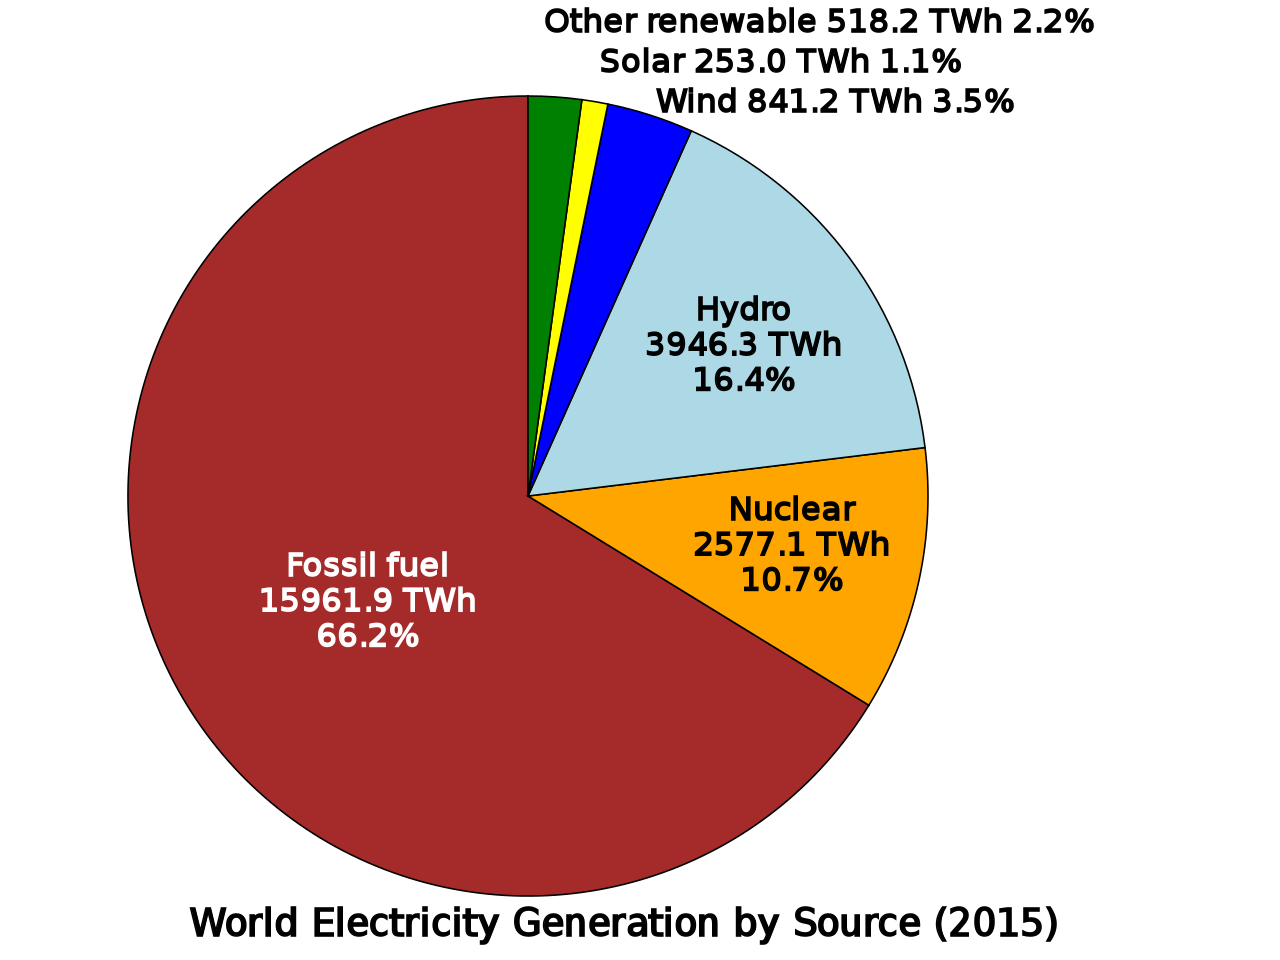 Other renewable 518.2 TWh 2.2%
Solar 253.0 TWh 1.1%
Wind 841.2 TWh 3.5%
Hydro
3946.3 TWh
16.4%
Nuclear
2577.1 TWh
10.7%
Fossil fuel
15961.9 TWh
66.2%
World Electricity Generation by Source (2015)